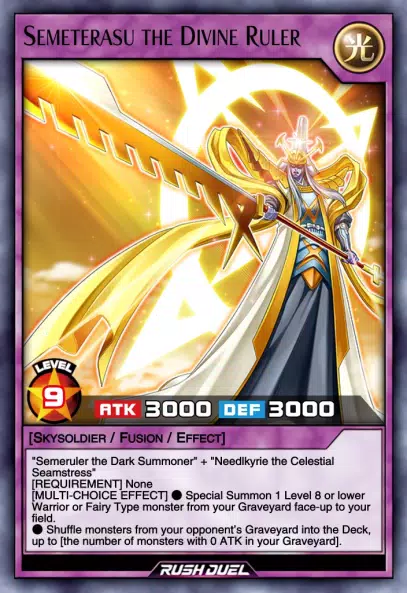 SEMETERASU THE DIVINE RULER
光
LEVEL
9
ATK 3000 DEF 3000
[SKYSOLDIER / FUSION / EFFECT]
"Semeruler the Dark Summoner" + "Needlkyrie the Celestial
Seamstress"
[REQUIREMENT] None
[MULTI-CHOICE EFFECT] ● Special Summon 1 Level 8 or lower
Warrior or Fairy Type monster from your Graveyard face-up to your
field.
● Shuffle monsters from your opponent's Graveyard into the Deck,
up to [the number of monsters with 0 ATK in your Graveyard].
RUSH DUEL